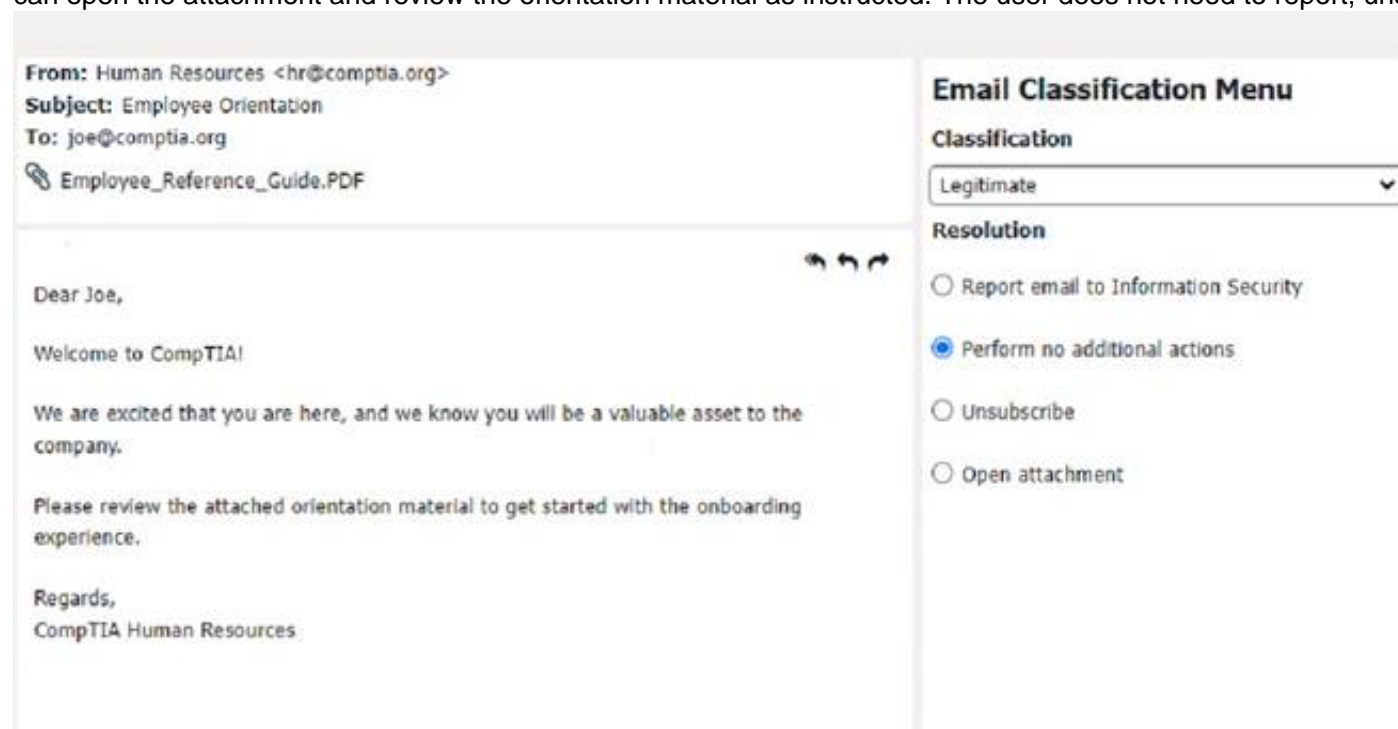 can open the attachment and review the orientation material as instructed. The user does not need to report,
From: Human Resources <hr@comptia.org>
Subject: Employee Orientation
To: joe@comptia.org
Employee_Reference_Guide.PDF
Dear Joe,
Welcome to CompTIA!
We are excited that you are here, and we know you will be a valuable asset to the
company.
Please review the attached orientation material to get started with the onboarding
experience.
Regards,
CompTIA Human Resources
Email Classification Menu
Classification
Legitimate
Resolution
Report email to Information Security
Perform no additional actions
Unsubscribe
Open attachment